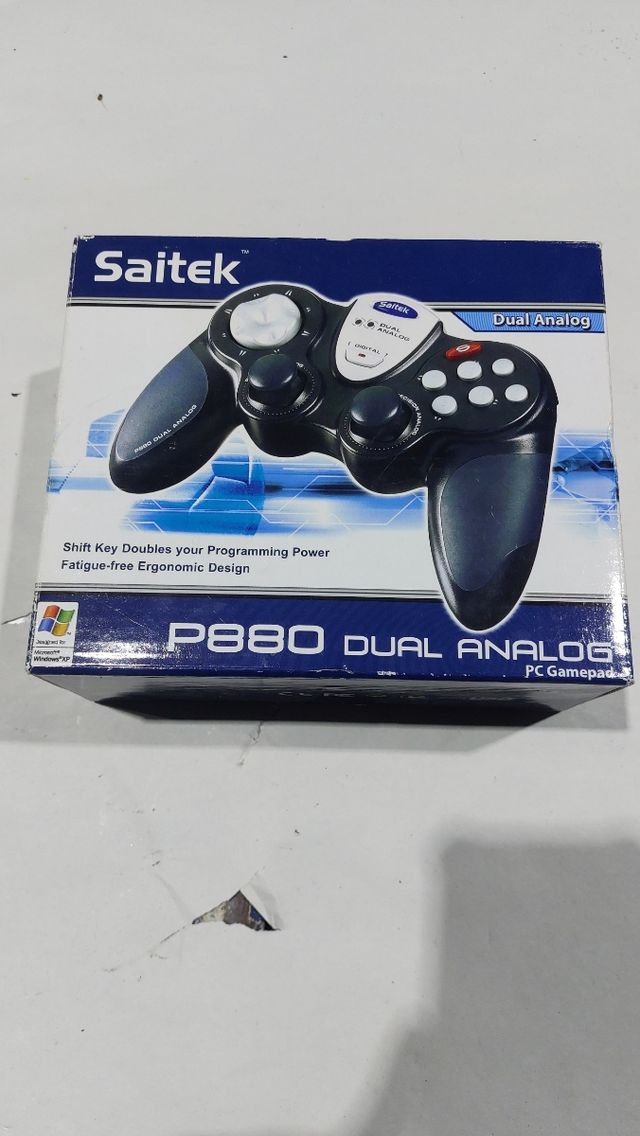 Saitek™
Dual Analog
Saitek
DUAL
ANALOG
DIGITAL
P880 DUAL ANALOG
Shift Key Doubles your Programming Power
Fatigue-free Ergonomic Design
Designed for
Microsoft®
Windows®XP
P880 DUAL ANALOG
PC Gamepad